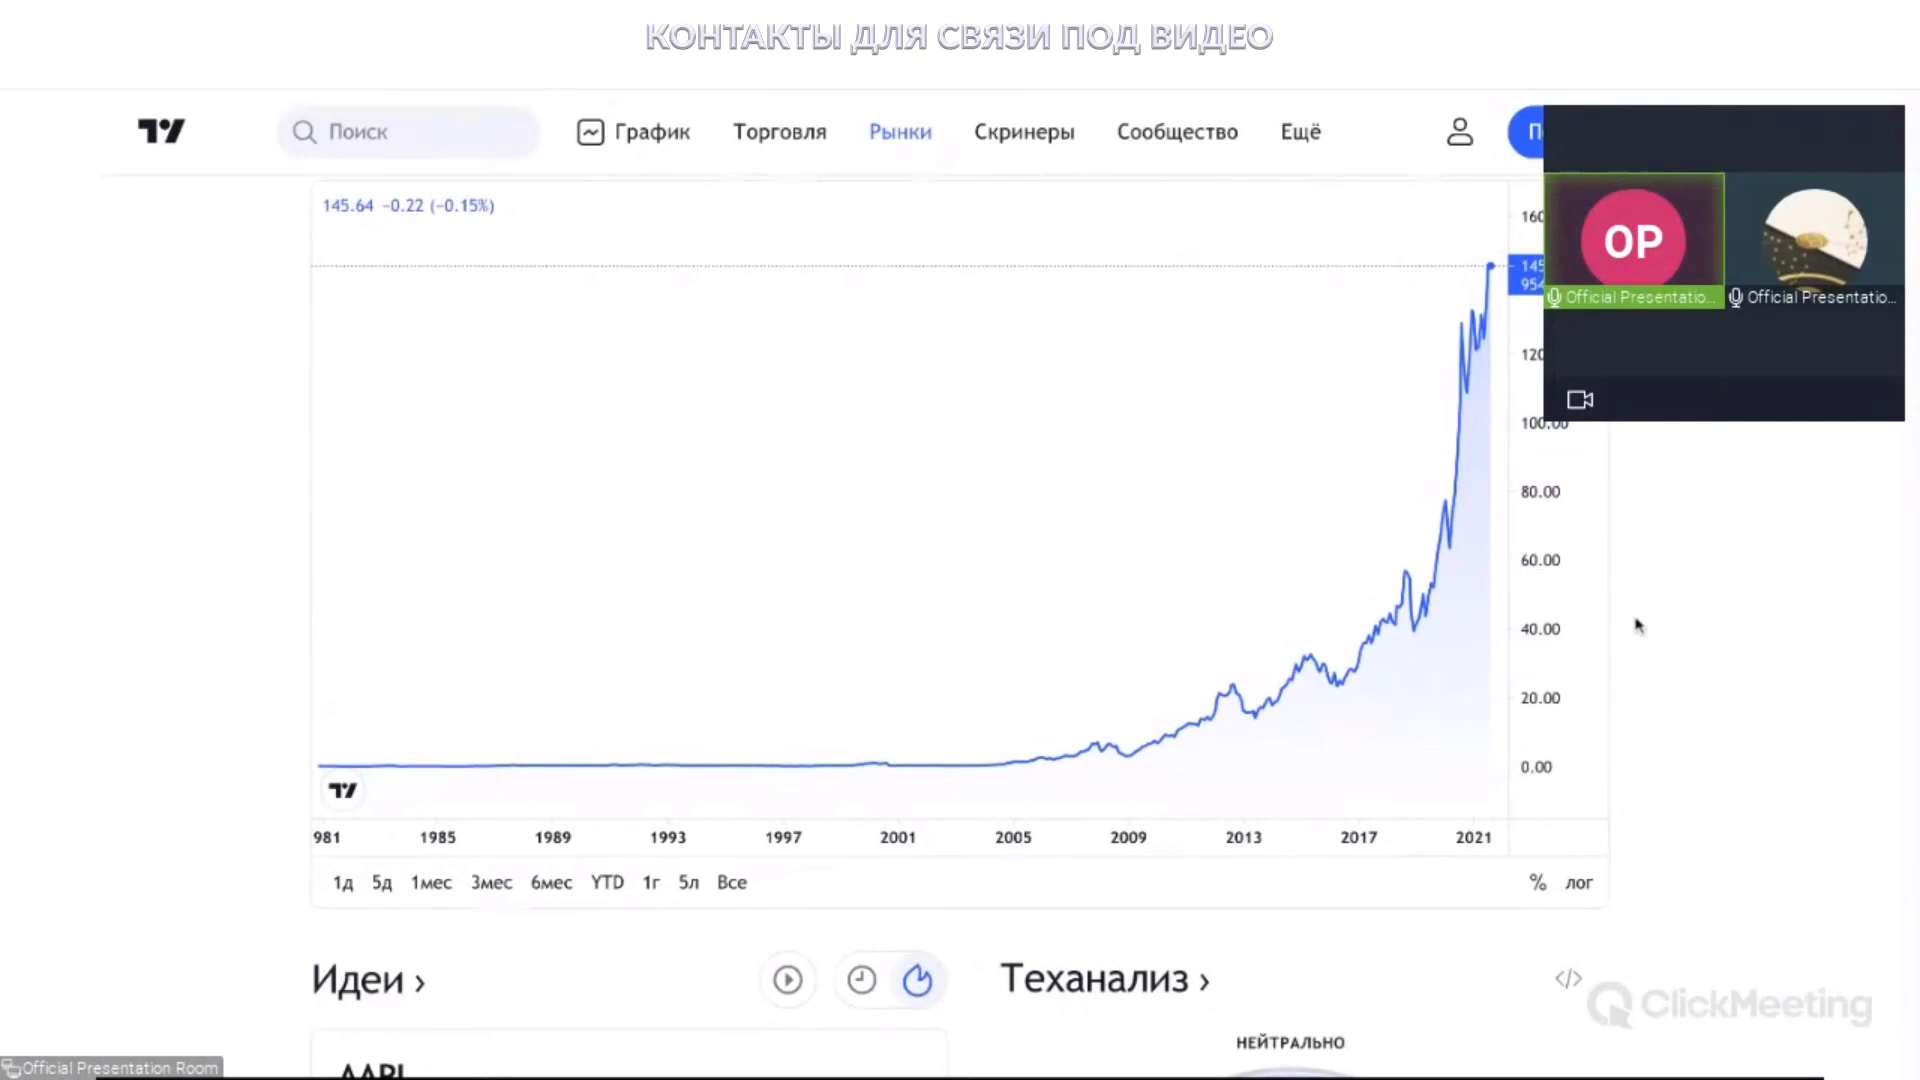 КОНТАКТЫ ДЛЯ СВЯЗИ ПОД ВИДЕО
Поиск
График
Торговля
Рынки
Скринеры
Сообщество
Ещё
145.64 −0.22 (−0.15%)
OP
Official Presentatio...
Official Presentatio...
100.00
80.00
60.00
40.00
20.00
0.00
981 1985 1989 1993 1997 2001 2005 2009 2013 2017 2021
1д 5д 1мес 3мес 6мес YTD 1г 5л Все
% лог
Идеи ›
Теханализ ›
</>
ClickMeeting
НЕЙТРАЛЬНО
Official Presentation Room